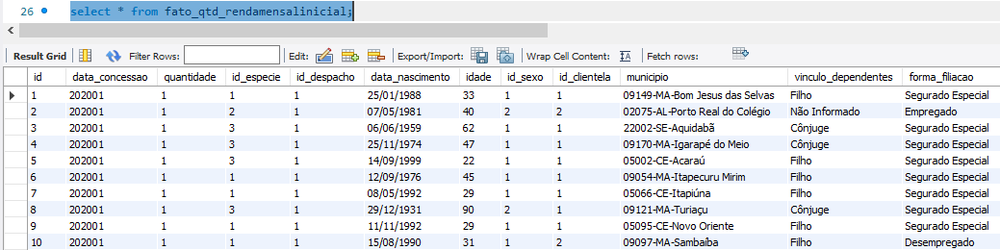 26 select * from fato_qtd_rendamensalinicial;
Result Grid Filter Rows: Edit: Export/Import: Wrap Cell Content: IA Fetch rows:
id data_concessao quantidade id_especie id_despacho data_nascimento idade id_sexo id_clientela municipio vinculo_dependentes forma_filiacao
1 202001 1 1 1 25/01/1988 33 1 1 09149-MA-Bom Jesus das Selvas Filho Segurado Especial
2 202001 1 2 1 07/05/1981 40 2 2 02075-AL-Porto Real do Colégio Não Informado Empregado
3 202001 1 3 1 06/06/1959 62 1 1 22002-SE-Aquidabã Cônjuge Segurado Especial
4 202001 1 3 1 25/11/1974 47 1 1 09170-MA-Igarapé do Meio Cônjuge Segurado Especial
5 202001 1 3 1 14/09/1999 22 1 1 05002-CE-Acaraú Filho Segurado Especial
6 202001 1 1 1 12/09/1976 45 1 1 09054-MA-Itapecuru Mirim Filho Segurado Especial
7 202001 1 1 1 08/05/1992 29 1 1 05066-CE-Itapiúna Filho Segurado Especial
8 202001 1 3 1 29/12/1931 90 2 1 09121-MA-Turiaçu Cônjuge Segurado Especial
9 202001 1 1 1 11/11/1992 29 1 1 05095-CE-Novo Oriente Filho Segurado Especial
10 202001 1 1 1 15/08/1990 31 1 2 09097-MA-Sambaíba Filho Desempregado